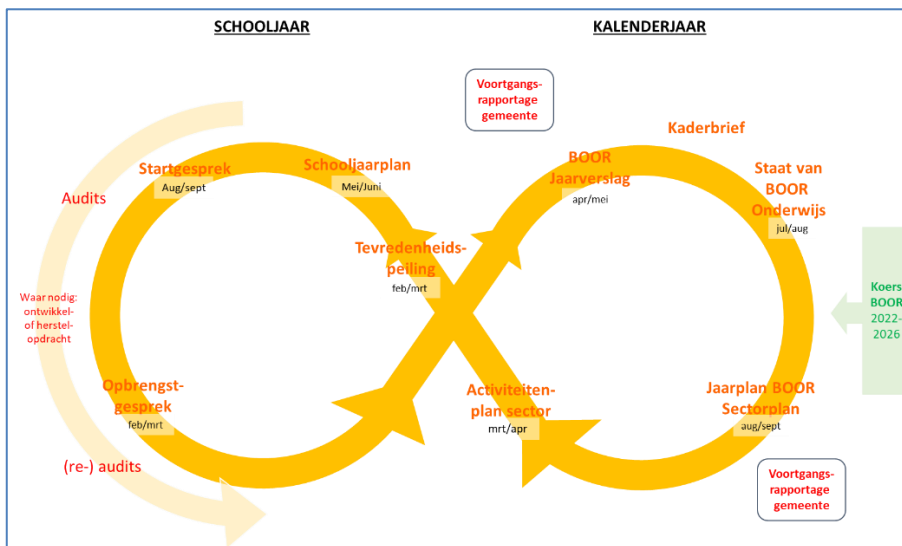 SCHOOLJAAR
KALENDERJAAR
Voortgangs-
rapportage
gemeente
Kaderbrief
Startgesprek
Aug/sept
Schooljaarplan
Mei/Juni
BOOR
Jaarverslag
apr/mei
Staat van
BOOR
Onderwijs
jul/aug
Audits
Tevredenheids-
peiling
feb/mrt
Waar nodig:
ontwikkel-
of herstel-
opdracht
Koers
BOOR
2022-
2026
Opbrengst-
gesprek
feb/mrt
Activiteiten-
plan sector
mrt/apr
Jaarplan BOOR
Sectorplan
aug/sept
(re-) audits
Voortgangs-
rapportage
gemeente